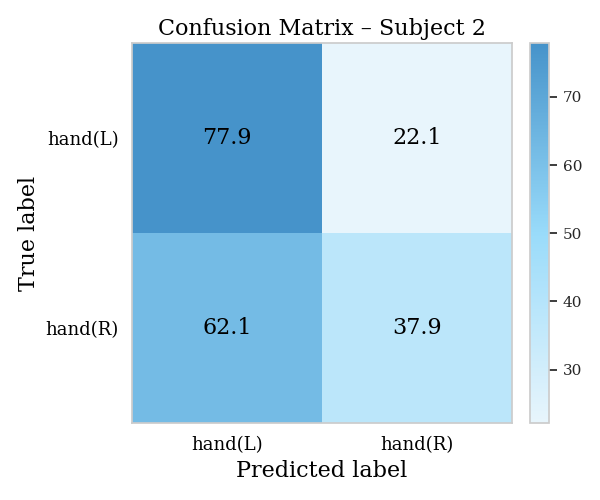 Confusion Matrix – Subject 2
True label
hand(L)
77.9
22.1
hand(R)
62.1
37.9
hand(L)
hand(R)
Predicted label
70
60
50
40
30